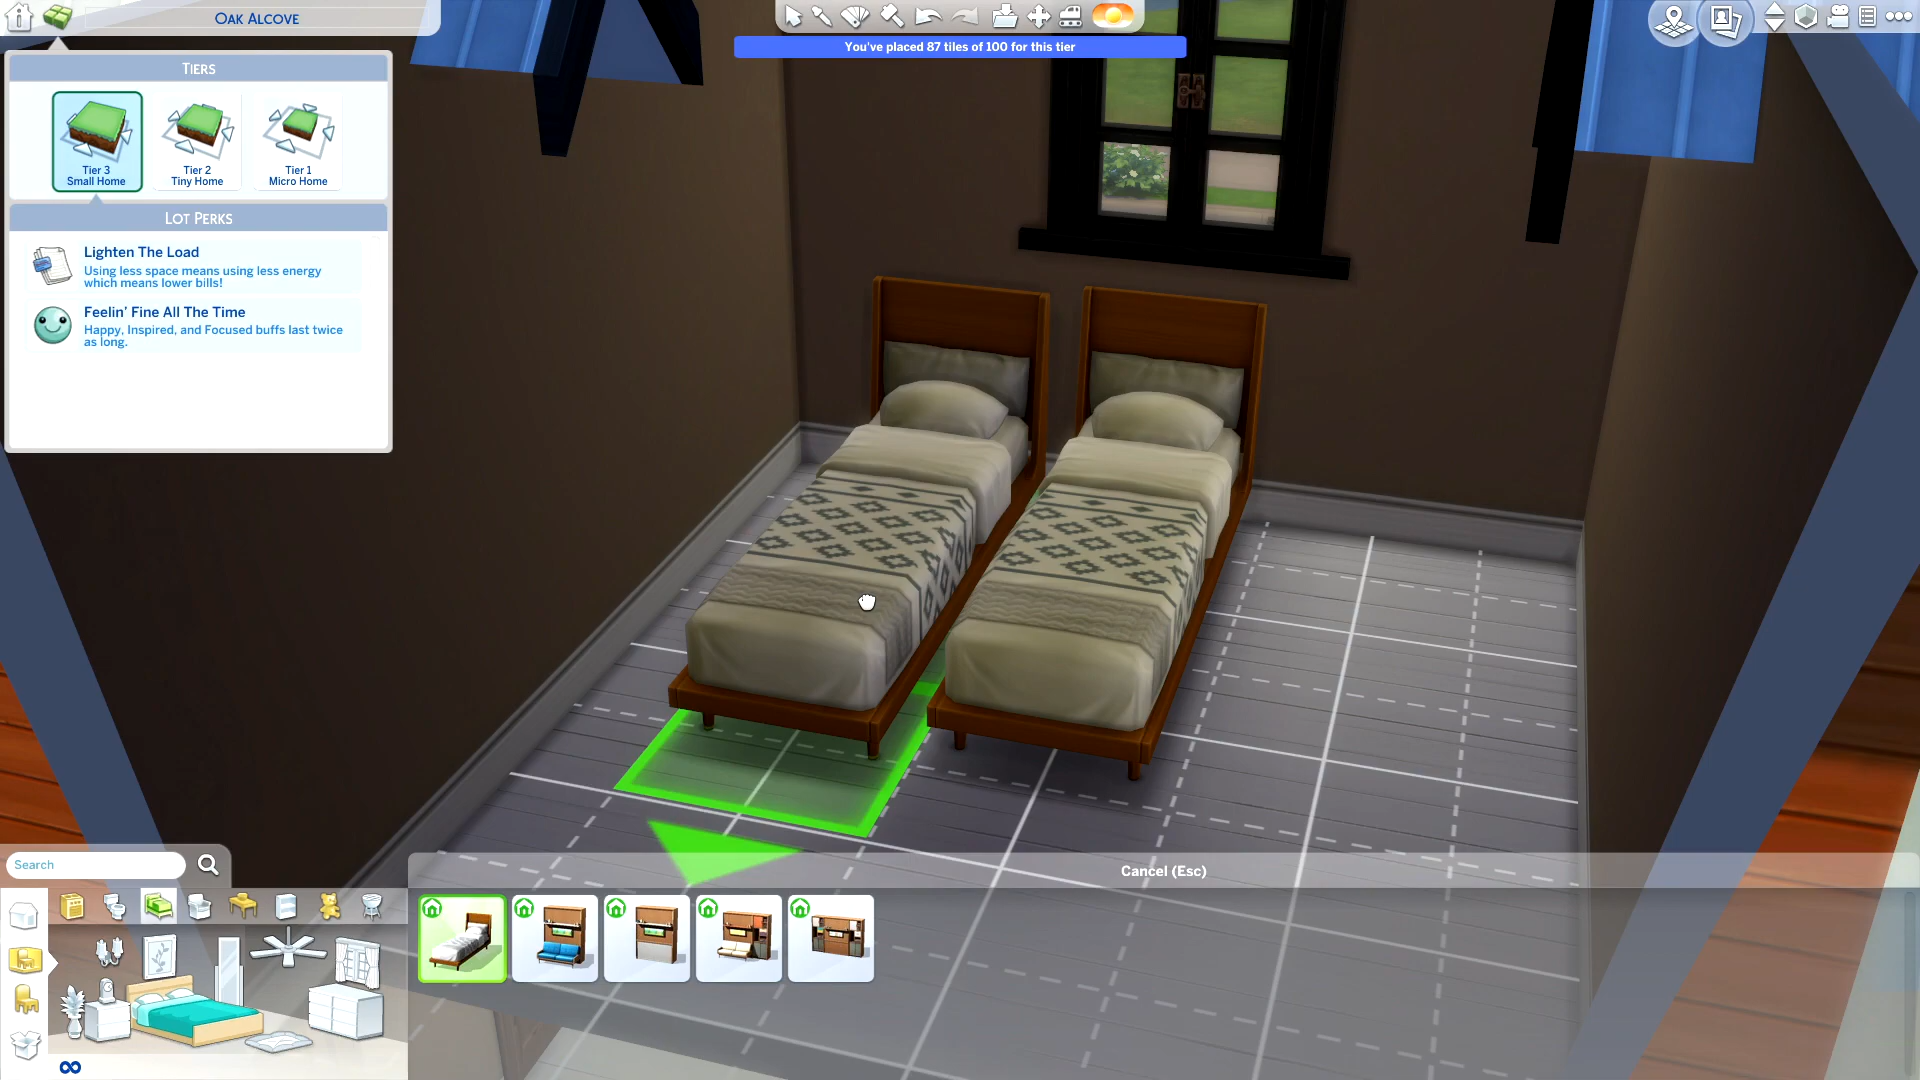 Oak Alcove
You've placed 87 tiles of 100 for this tier
Tiers
Tier 3
Small Home
Tier 2
Tiny Home
Tier 1
Micro Home
Lot Perks
Lighten The Load
Using less space means using less energy
which means lower bills!
Feelin' Fine All The Time
Happy, Inspired, and Focused buffs last twice
as long.
Search
Cancel (Esc)